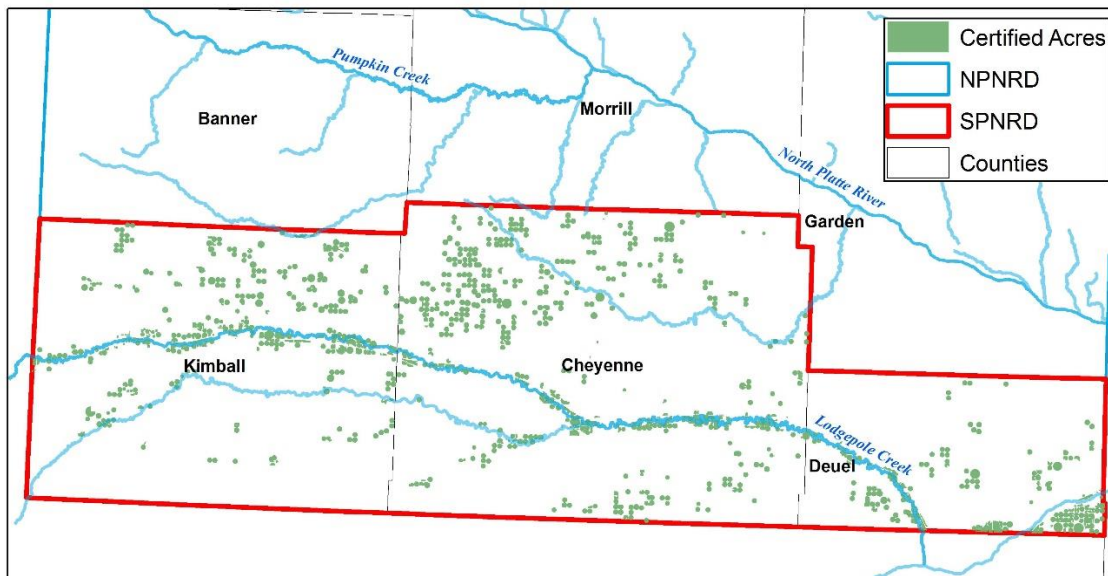 Certified Acres
NPNRD
SPNRD
Counties
Pumpkin Creek
Banner
Morrill
North Platte River
Garden
Kimball
Cheyenne
Lodgepole Creek
Deuel